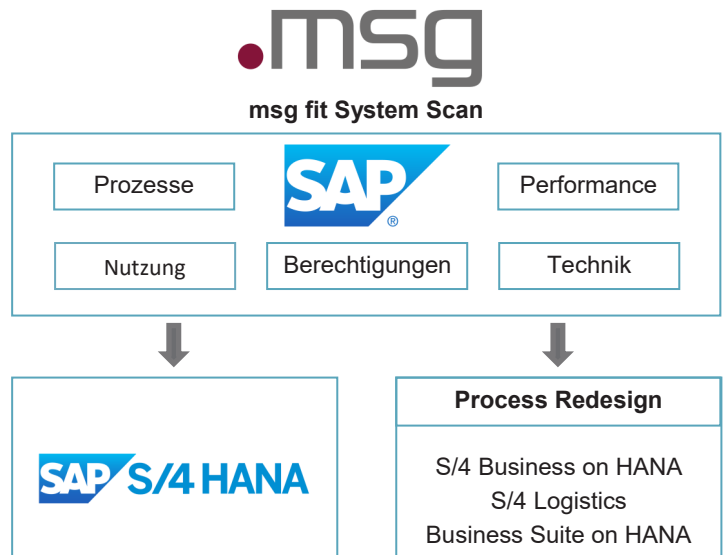 .msg
msg fit System Scan
Prozesse
SAP
®
Performance
Nutzung
Berechtigungen
Technik
SAP S/4 HANA
Process Redesign
S/4 Business on HANA
S/4 Logistics
Business Suite on HANA